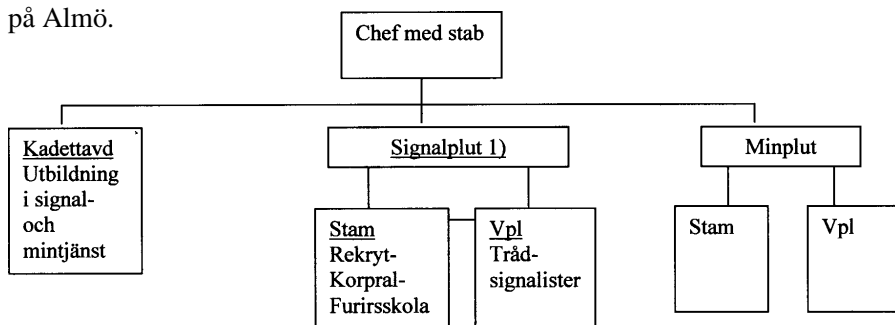 på Almö.
Chef med stab
Kadettavd
Utbildning
i signal-
och
mintjänst
Signalplut 1)
Stam
Rekryt-
Korpral-
Furirsskola
Vpl
Tråd-
signalister
Minplut
Stam
Vpl